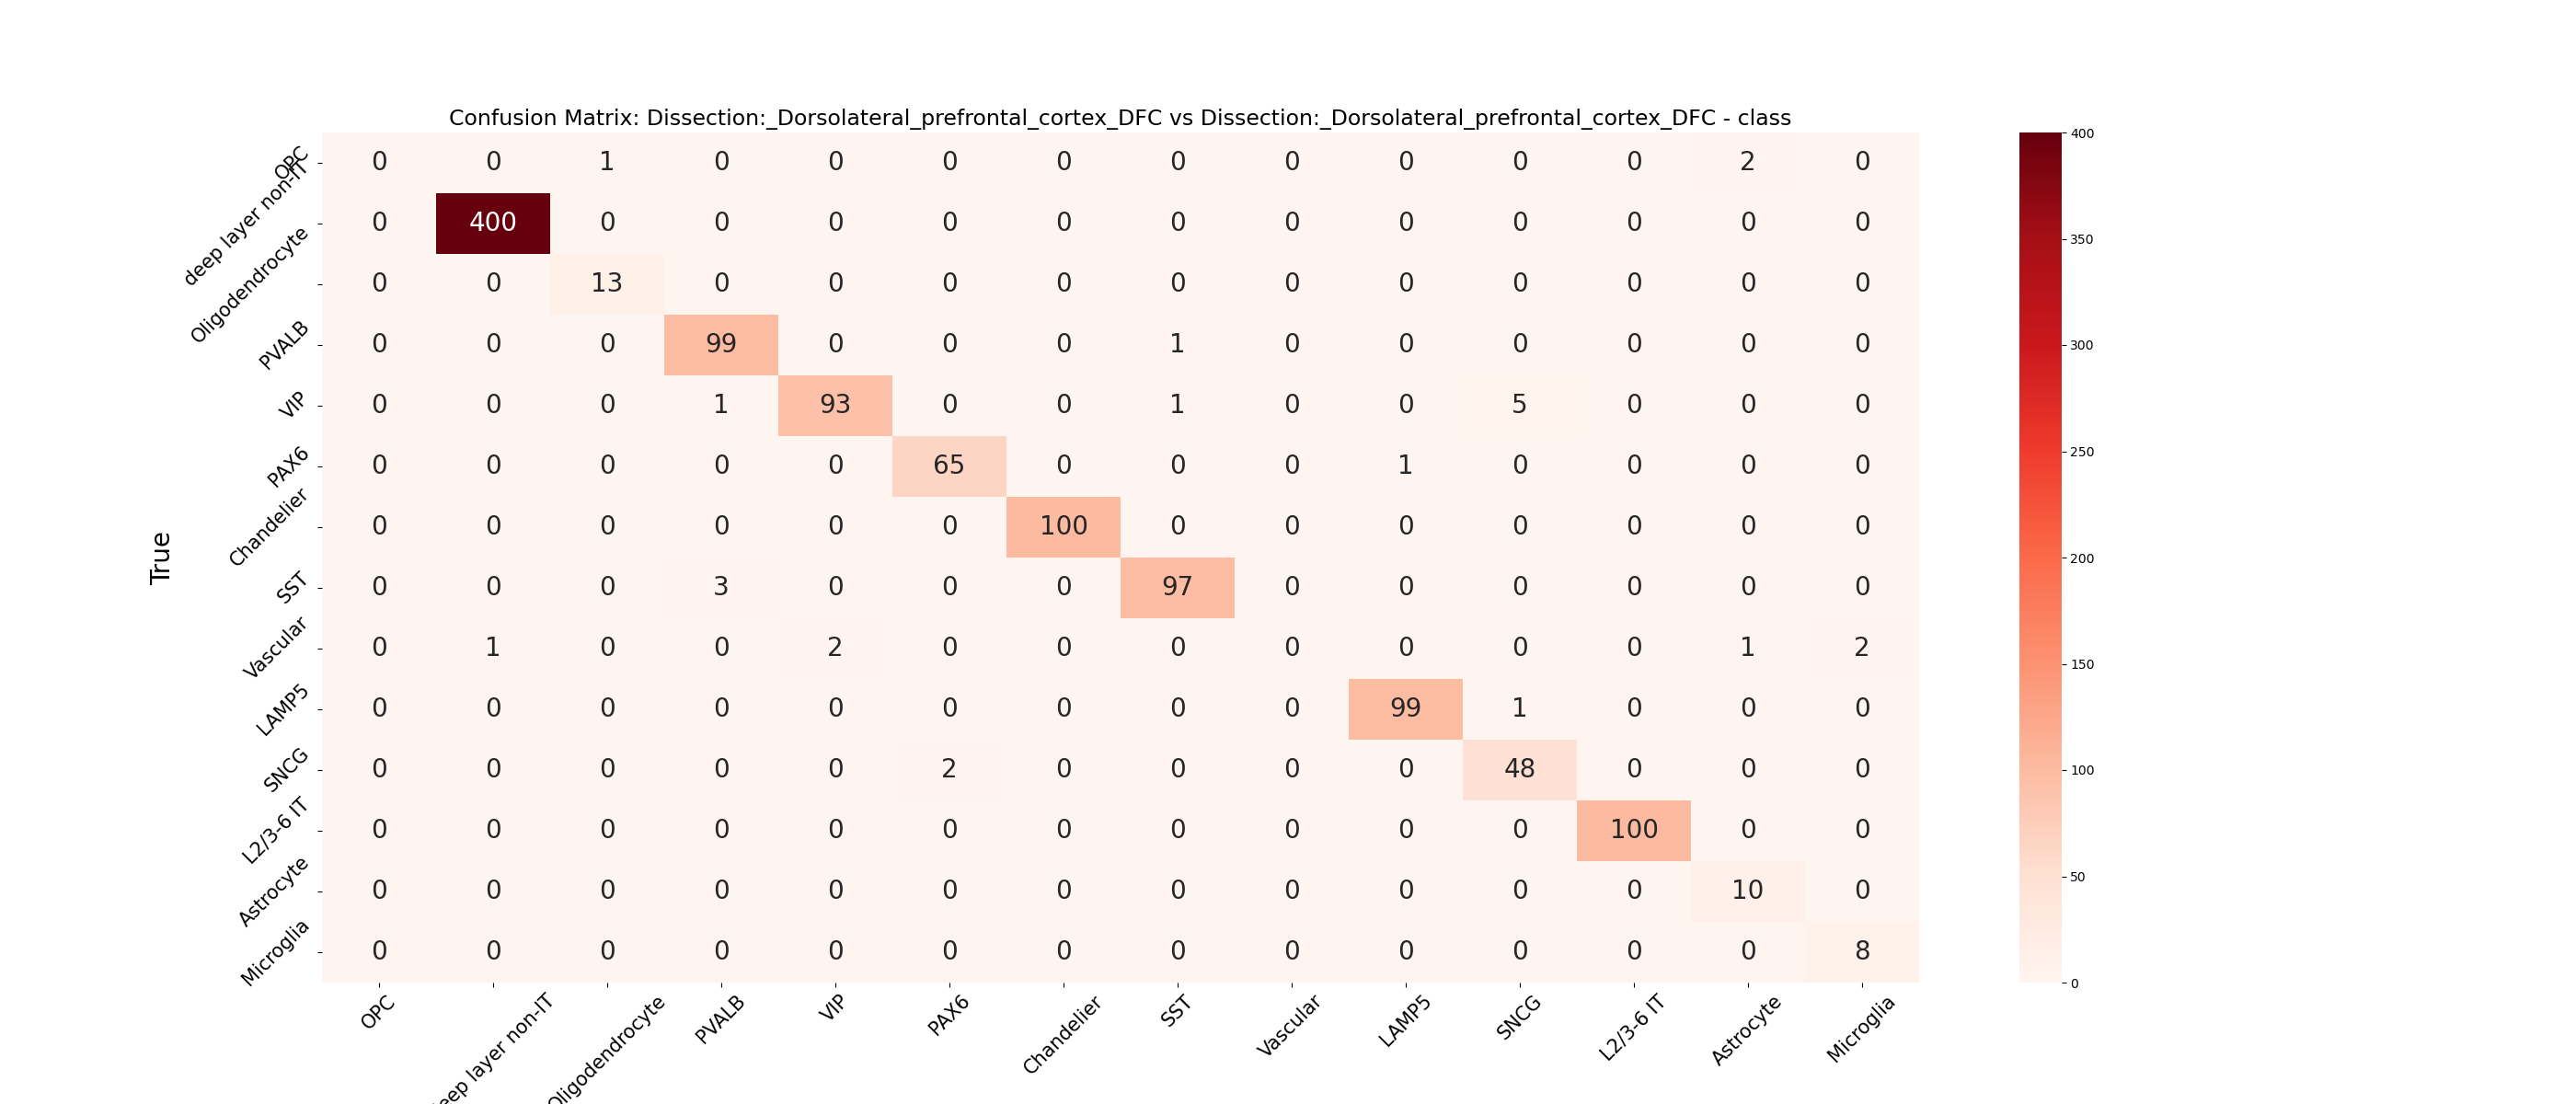 Confusion Matrix: Dissection:_Dorsolateral_prefrontal_cortex_DFC vs Dissection:_Dorsolateral_prefrontal_cortex_DFC - class
True
OPC 0 0 1 0 0 0 0 0 0 0 0 0 2 0
deep layer non-IT 0 400 0 0 0 0 0 0 0 0 0 0 0 0
Oligodendrocyte 0 0 13 0 0 0 0 0 0 0 0 0 0 0
PVALB 0 0 0 99 0 0 0 1 0 0 0 0 0 0
VIP 0 0 0 1 93 0 0 1 0 0 5 0 0 0
PAX6 0 0 0 0 0 65 0 0 0 1 0 0 0 0
Chandelier 0 0 0 0 0 0 100 0 0 0 0 0 0 0
SST 0 0 0 3 0 0 0 97 0 0 0 0 0 0
Vascular 0 1 0 0 2 0 0 0 0 0 0 0 1 2
LAMP5 0 0 0 0 0 0 0 0 0 99 1 0 0 0
SNCG 0 0 0 0 0 2 0 0 0 0 48 0 0 0
L2/3-6 IT 0 0 0 0 0 0 0 0 0 0 0 100 0 0
Astrocyte 0 0 0 0 0 0 0 0 0 0 0 0 10 0
Microglia 0 0 0 0 0 0 0 0 0 0 0 0 0 8
OPC
eep layer non-IT
Oligodendrocyte
PVALB
VIP
PAX6
Chandelier
SST
Vascular
LAMP5
SNCG
L2/3-6 IT
Astrocyte
Microglia
400
350
300
250
200
150
100
50
0